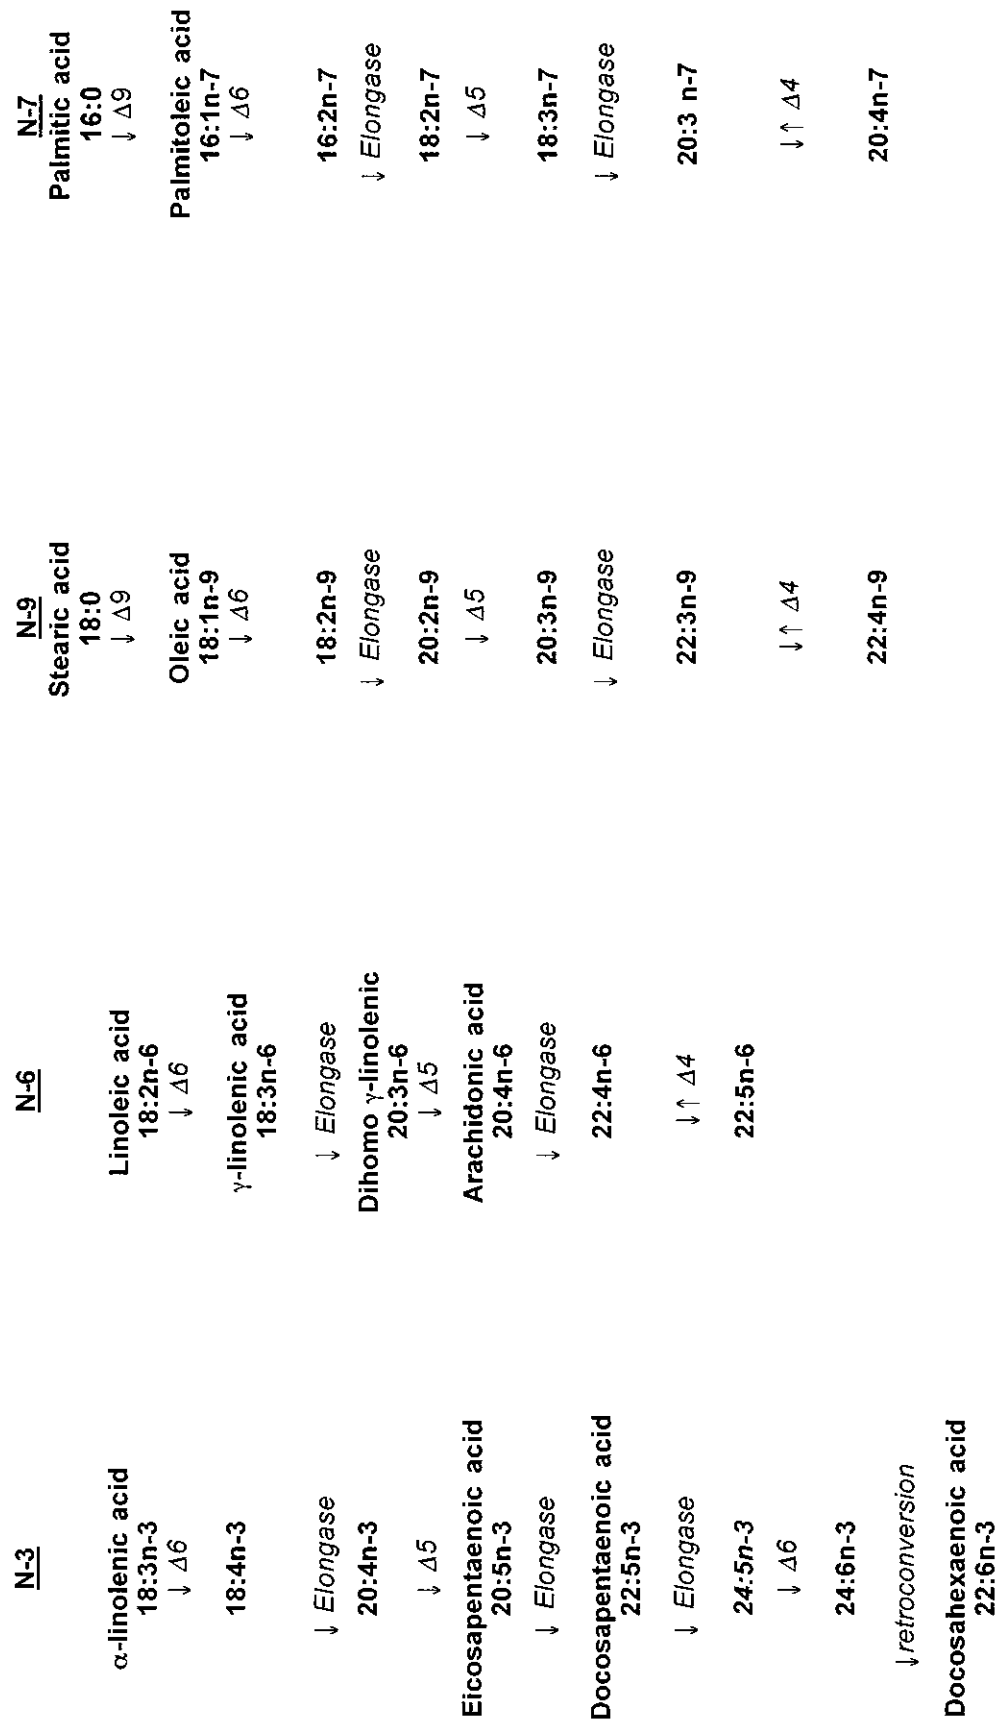 N-3
α-linolenic acid
18:3n-3
↓ Δ6
18:4n-3
↓ Elongase
20:4n-3
↓ Δ5
Eicosapentaenoic acid
20:5n-3
↓ Elongase
Docosapentaenoic acid
22:5n-3
↓ Elongase
24:5n-3
↓ Δ6
24:6n-3
↓retroconversion
Docosahexaenoic acid
22:6n-3
N-6
Linoleic acid
18:2n-6
↓ Δ6
γ-linolenic acid
18:3n-6
↓ Elongase
Dihomo γ-linolenic
20:3n-6
↓ Δ5
Arachidonic acid
20:4n-6
↓ Elongase
22:4n-6
↓↑ Δ4
22:5n-6
N-9
Stearic acid
18:0
↓ Δ9
Oleic acid
18:1n-9
↓ Δ6
18:2n-9
↓ Elongase
20:2n-9
↓ Δ5
20:3n-9
↓ Elongase
22:3n-9
↓↑ Δ4
22:4n-9
N-7
Palmitic acid
16:0
↓ Δ9
Palmitoleic acid
16:1n-7
↓ Δ6
16:2n-7
↓ Elongase
18:2n-7
↓ Δ5
18:3n-7
↓ Elongase
20:3 n-7
↓↑ Δ4
20:4n-7